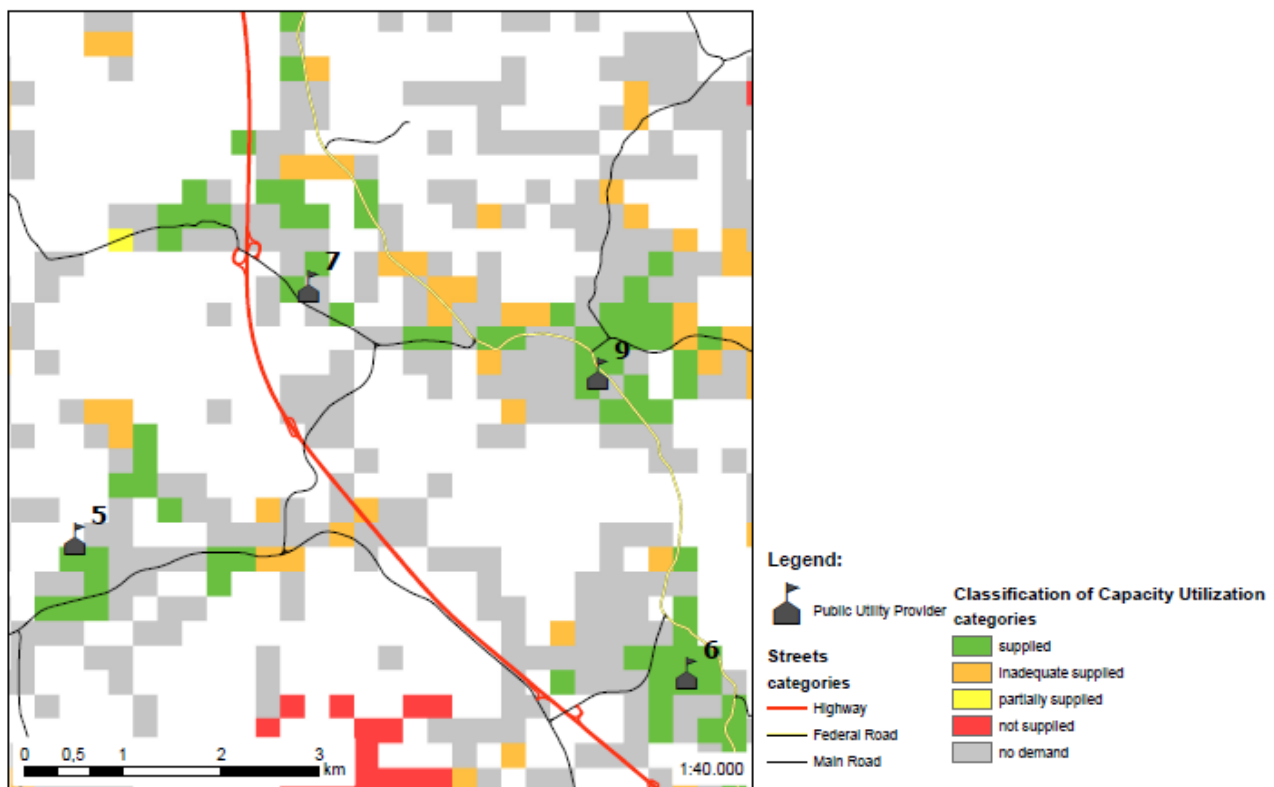 7
9
5
6
0 0,5 1 2 3
km
1:40.000
Legend:
Public Utility Provider
Streets
categories
Highway
Federal Road
Main Road
Classification of Capacity Utilization
categories
supplied
inadequate supplied
partially supplied
not supplied
no demand